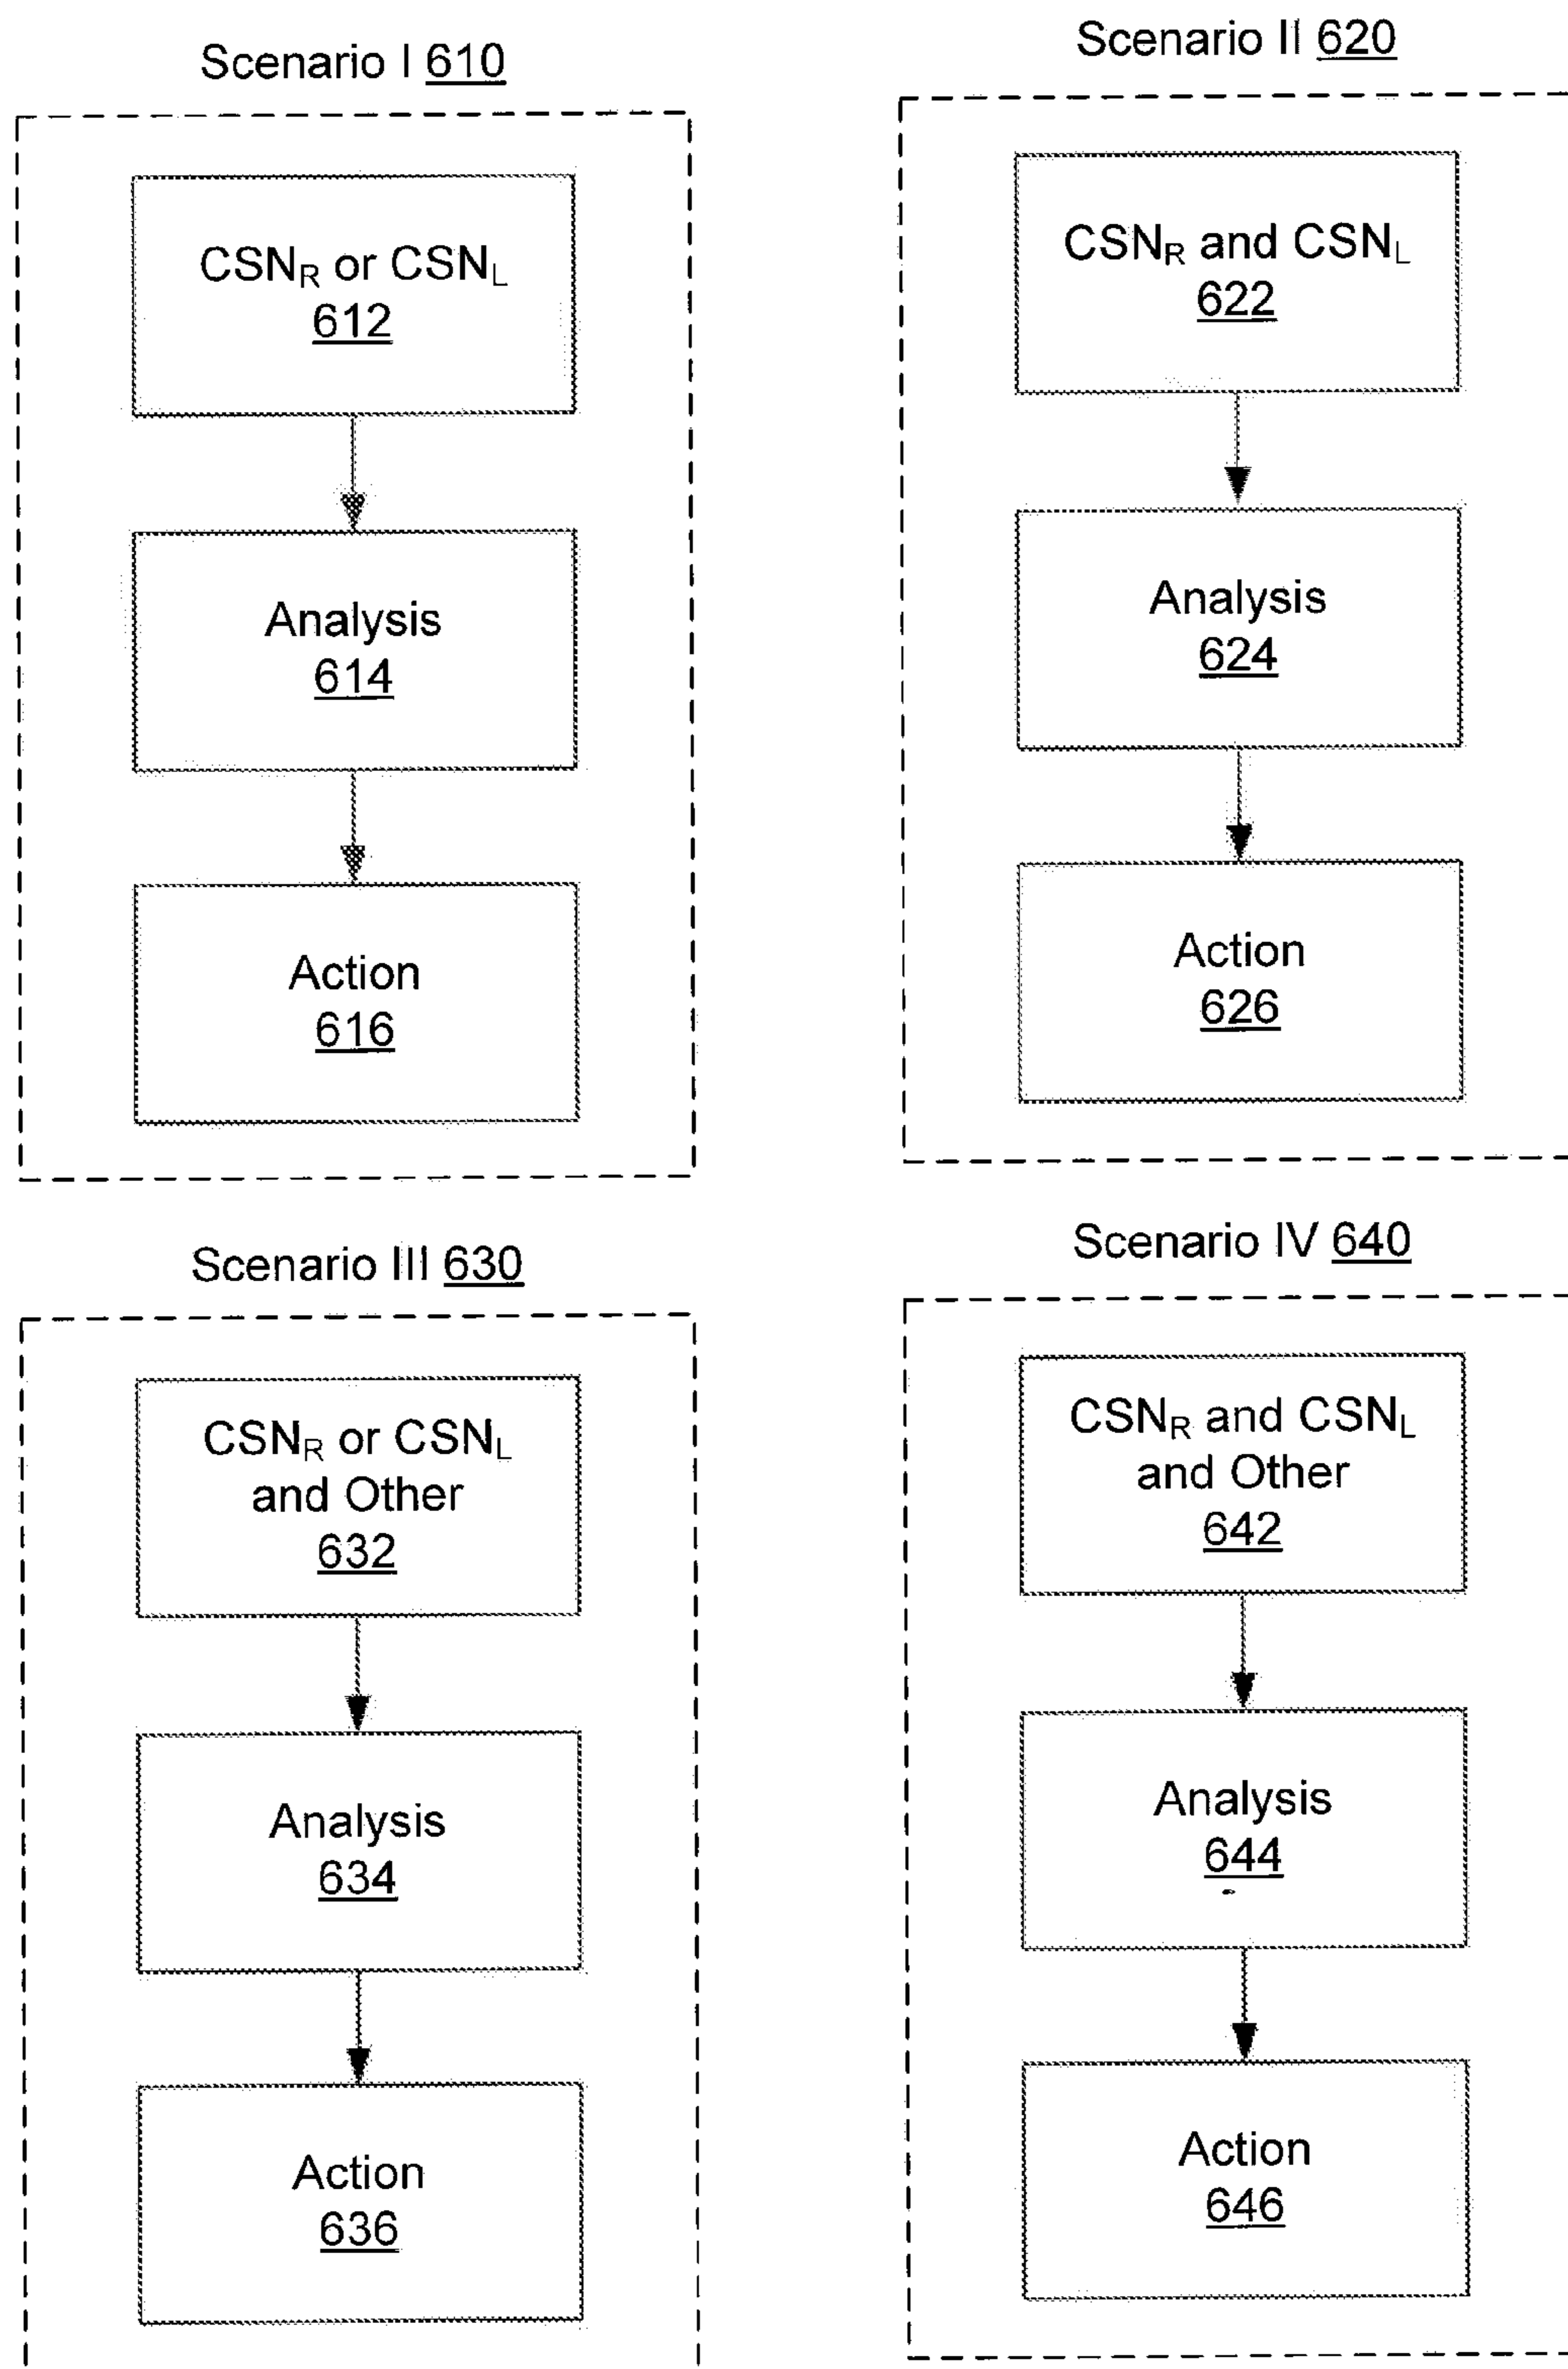 Scenario I 610
CSNR or CSNL
612
Analysis
614
Action
616
Scenario II 620
CSNR and CSNL
622
Analysis
624
Action
626
Scenario III 630
CSNR or CSNL
and Other
632
Analysis
634
Action
636
Scenario IV 640
CSNR and CSNL
and Other
642
Analysis
644
Action
646